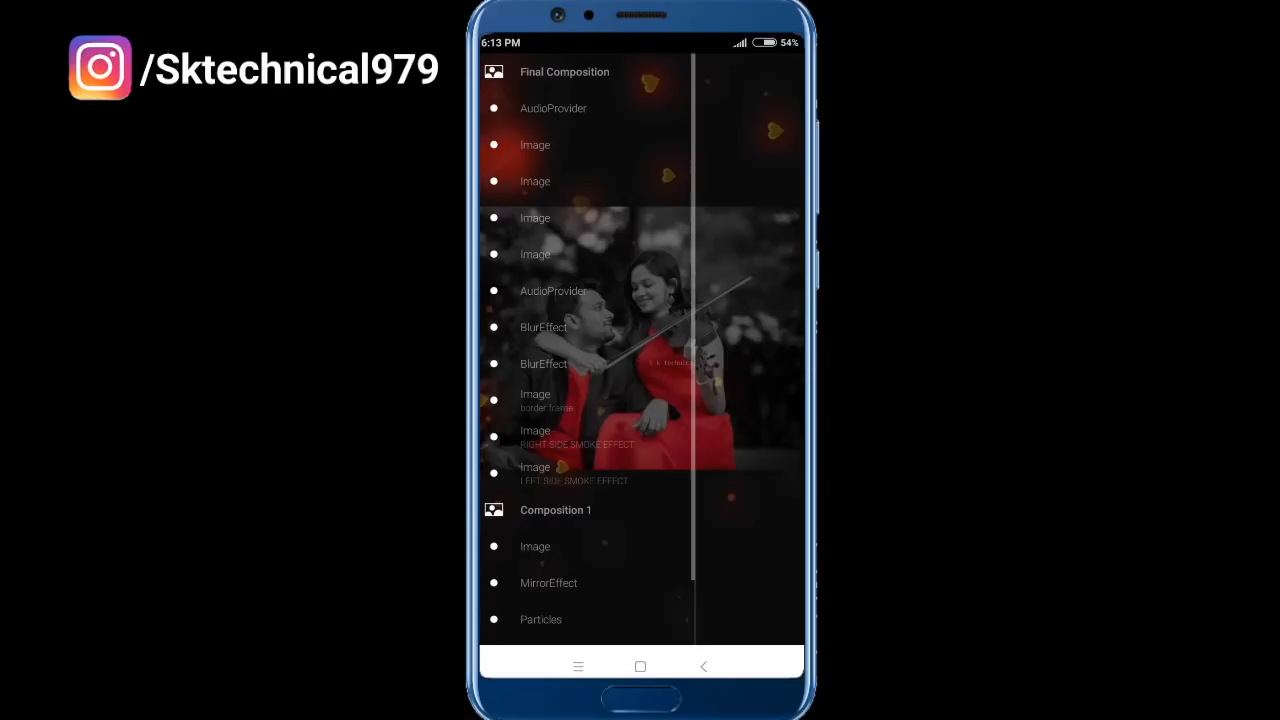 /Sktechnical979
6:13 PM
54%
Final Composition
AudioProvider
Image
Image
Image
Image
AudioProvider
BlurEffect
BlurEffect
Image
border frame
Image
RIGHT SIDE SMOKE EFFECT
Image
LEFT SIDE SMOKE EFFECT
Composition 1
Image
MirrorEffect
Particles